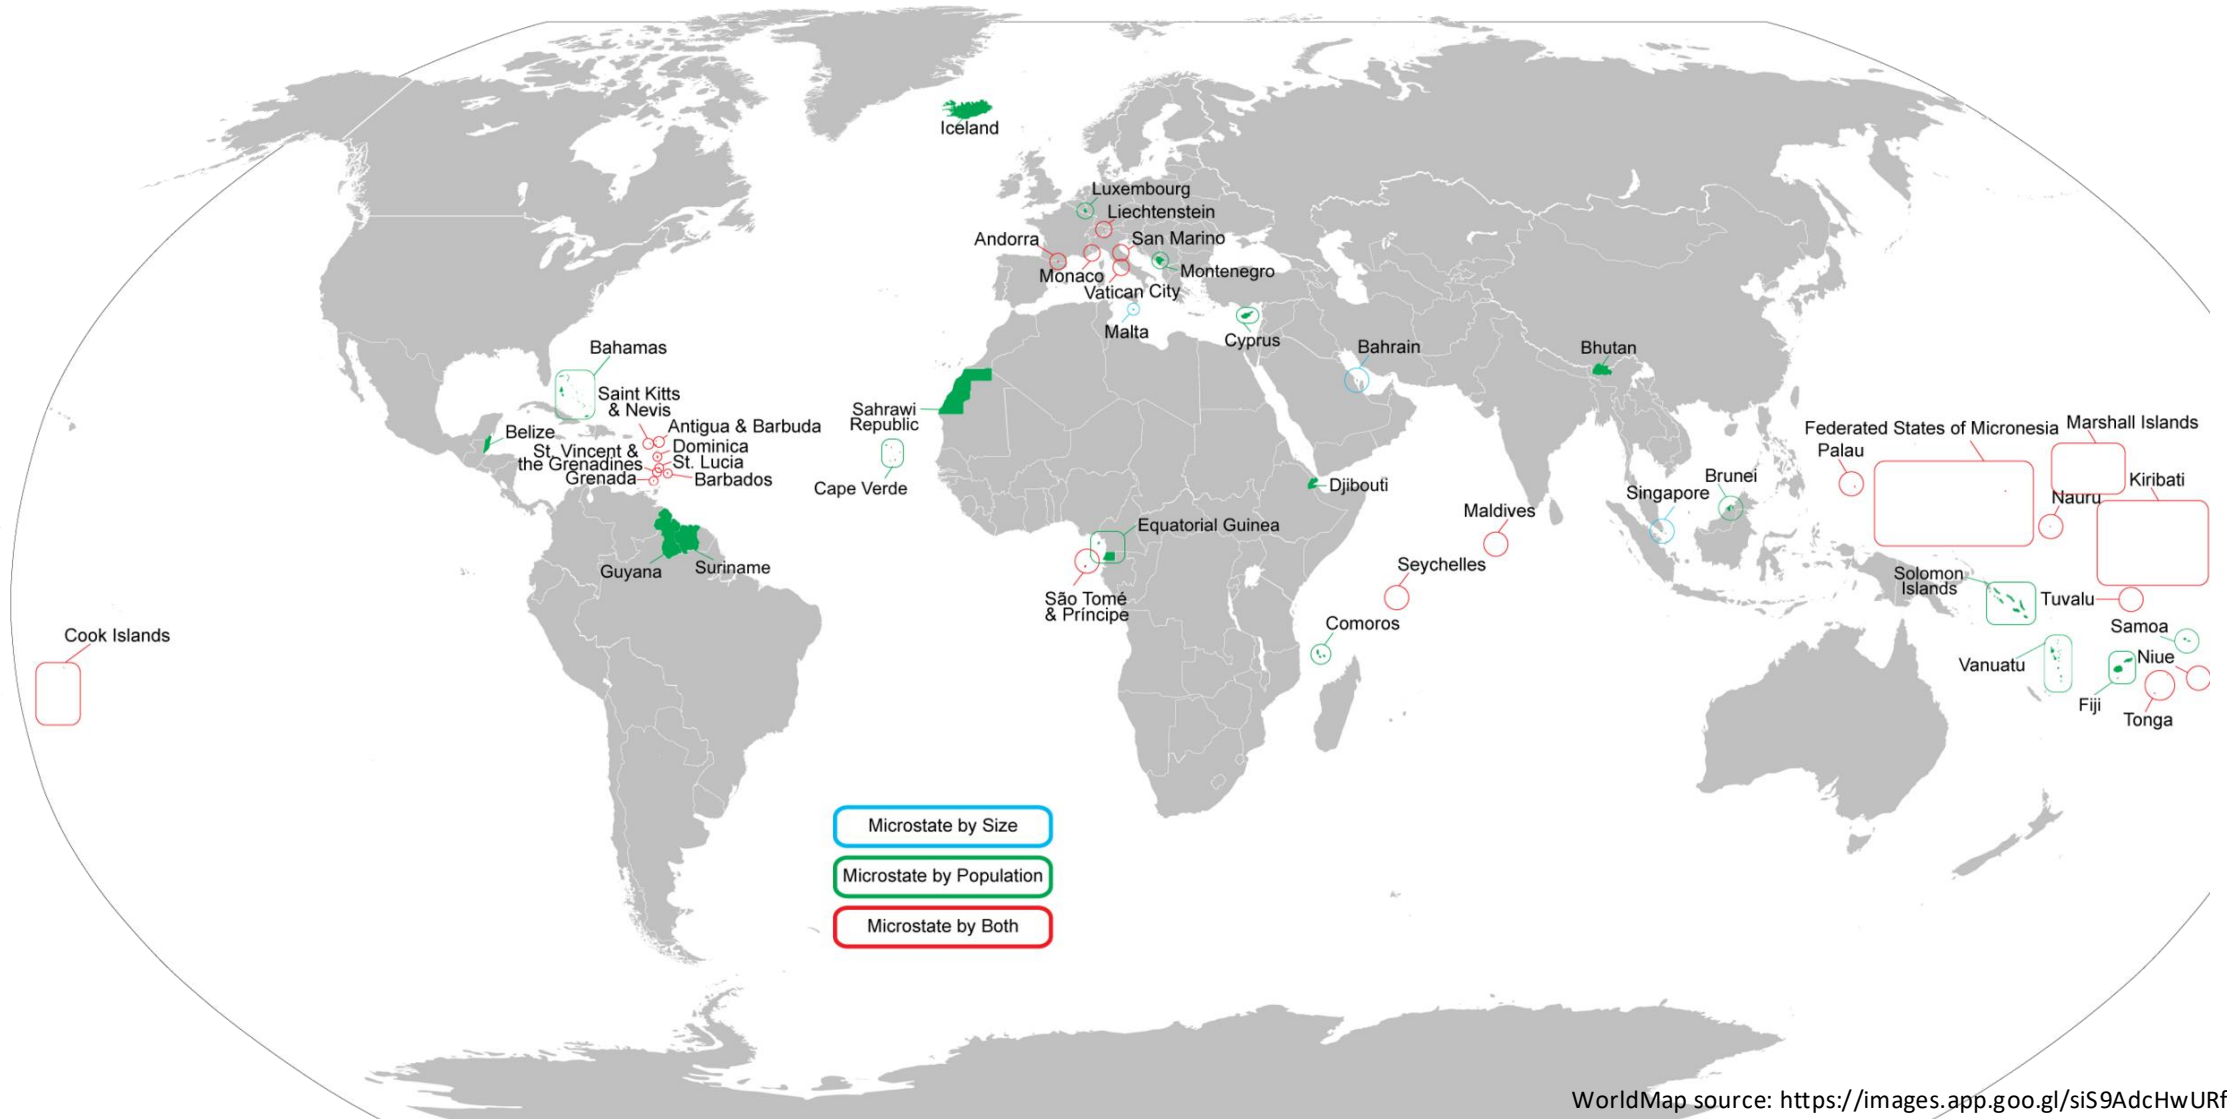 Iceland
Luxembourg
Liechtenstein
Andorra
San Marino
Monaco
Montenegro
Vatican City
Malta
Cyprus
Bahrain
Bhutan
Bahamas
Saint Kitts
& Nevis
Antigua & Barbuda
Belize
Dominica
St. Vincent &
the Grenadines
St. Lucia
Grenada
Barbados
Sahrawi
Republic
Cape Verde
Djibouti
Equatorial Guinea
Guyana
Suriname
São Tomé
& Príncipe
Maldives
Seychelles
Comoros
Singapore
Brunei
Federated States of Micronesia
Marshall Islands
Palau
Kiribati
Nauru
Solomon
Islands
Tuvalu
Samoa
Vanuatu
Niue
Fiji
Tonga
Cook Islands
Microstate by Size
Microstate by Population
Microstate by Both
WorldMap source: https://images.app.goo.gl/siS9AdcHwURf